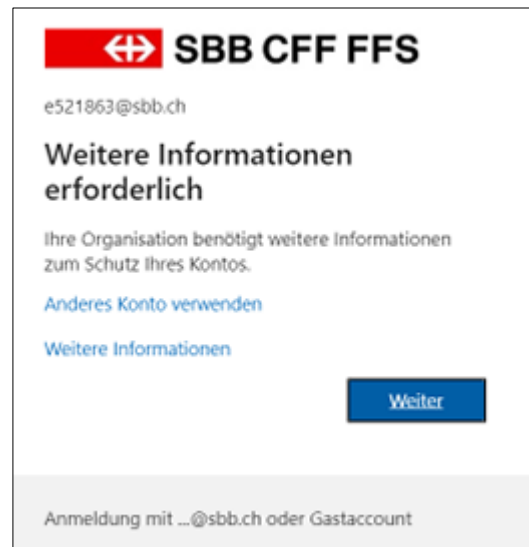 SBB CFF FFS
e521863@sbb.ch
Weitere Informationen
erforderlich
Ihre Organisation benötigt weitere Informationen
zum Schutz Ihres Kontos.
Anderes Konto verwenden
Weitere Informationen
Weiter
Anmeldung mit ...@sbb.ch oder Gastaccount